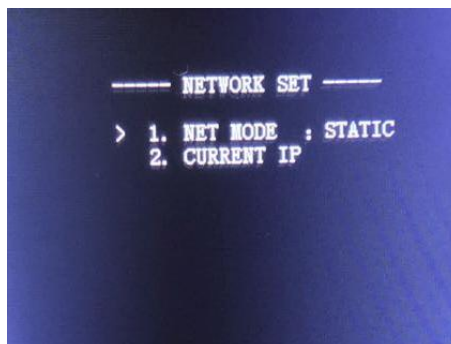 ----- NETWORK SET -----
> 1. NET MODE : STATIC
2. CURRENT IP